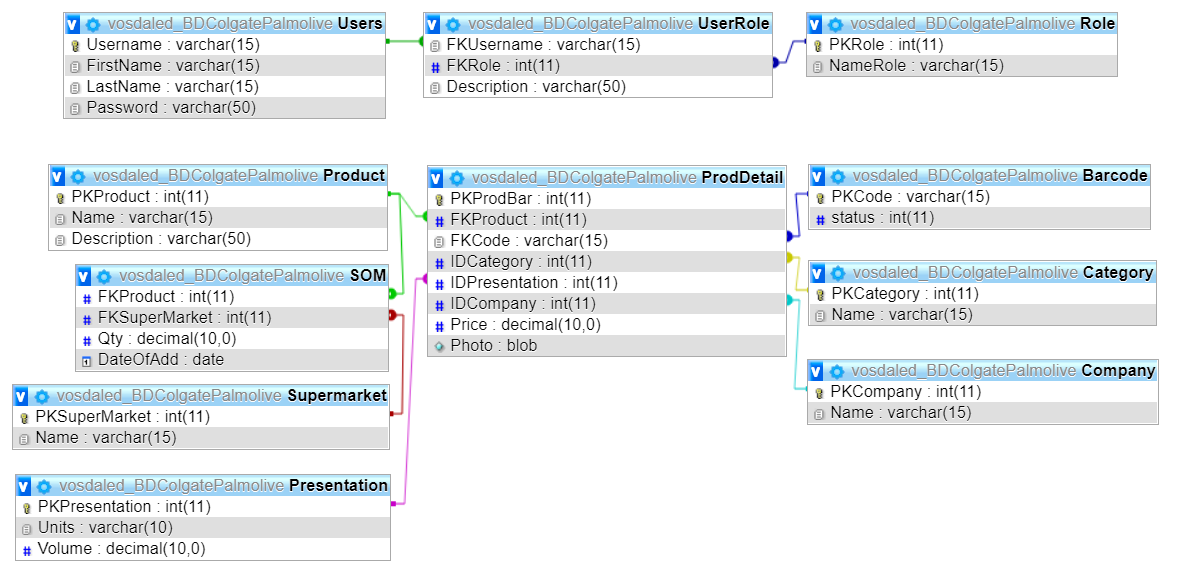 vosdaled_BDColgatePalmolive Users
Username : varchar(15)
FirstName : varchar(15)
LastName : varchar(15)
Password : varchar(50)
vosdaled_BDColgatePalmolive UserRole
FKUsername : varchar(15)
FKRole : int(11)
Description : varchar(50)
vosdaled_BDColgatePalmolive Role
PKRole : int(11)
NameRole : varchar(15)
vosdaled_BDColgatePalmolive Product
PKProduct : int(11)
Name : varchar(15)
Description : varchar(50)
vosdaled_BDColgatePalmolive SOM
FKProduct : int(11)
FKSuperMarket : int(11)
Qty : decimal(10,0)
DateOfAdd : date
vosdaled_BDColgatePalmolive Supermarket
PKSuperMarket : int(11)
Name : varchar(15)
vosdaled_BDColgatePalmolive Presentation
PKPresentation : int(11)
Units : varchar(10)
Volume : decimal(10,0)
vosdaled_BDColgatePalmolive ProdDetail
PKProdBar : int(11)
FKProduct : int(11)
FKCode : varchar(15)
IDCategory : int(11)
IDPresentation : int(11)
IDCompany : int(11)
Price : decimal(10,0)
Photo : blob
vosdaled_BDColgatePalmolive Barcode
PKCode : varchar(15)
status : int(11)
vosdaled_BDColgatePalmolive Category
PKCategory : int(11)
Name : varchar(15)
vosdaled_BDColgatePalmolive Company
PKCompany : int(11)
Name : varchar(15)